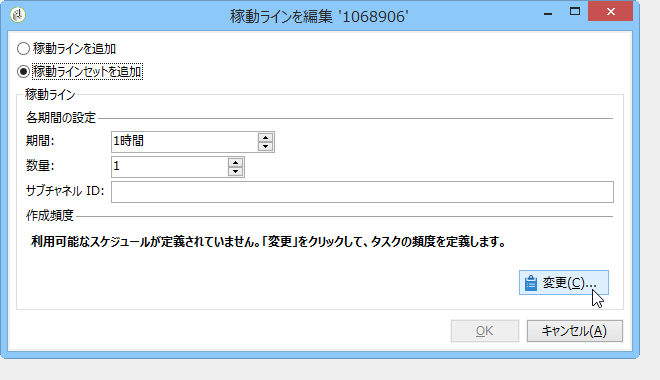 稼動ラインを編集 '1068906'
稼動ラインを追加
稼動ラインセットを追加
稼動ライン
各期間の設定
期間: 1時間
数量: 1
サブチャネル ID:
作成頻度
利用可能なスケジュールが定義されていません。「変更」をクリックして、タスクの頻度を定義します。
変更(C)...
OK キャンセル(A)